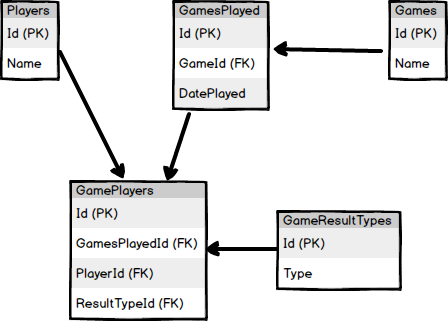 Players
Id (PK)
Name
GamesPlayed
Id (PK)
GameId (FK)
DatePlayed
Games
Id (PK)
Name
GamePlayers
Id (PK)
GamesPlayedId (FK)
PlayerId (FK)
ResultTypeId (FK)
GameResultTypes
Id (PK)
Type